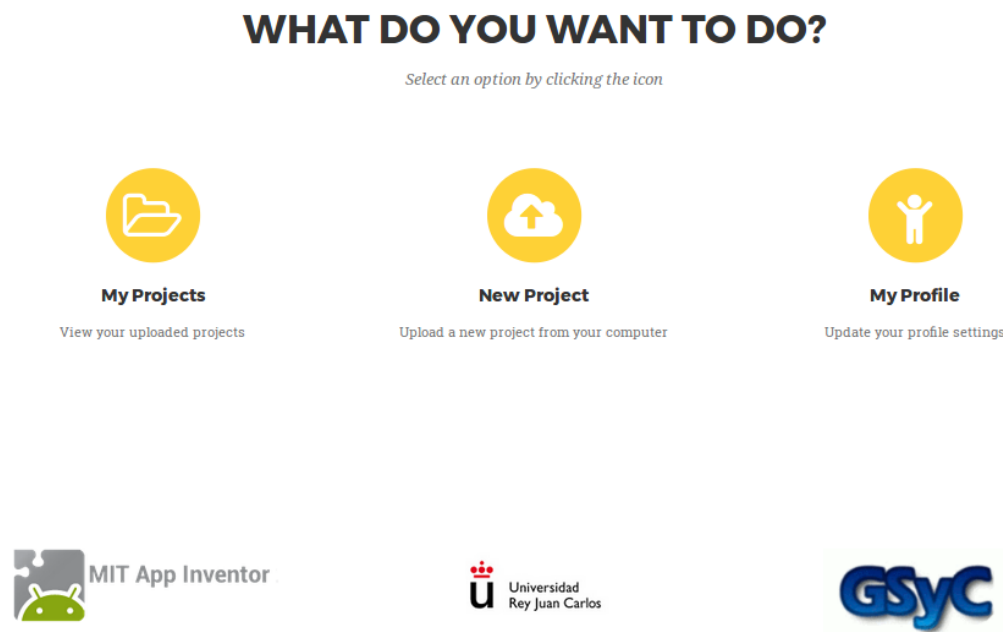 WHAT DO YOU WANT TO DO?
Select an option by clicking the icon
My Projects
New Project
My Profile
View your uploaded projects
Upload a new project from your computer
Update your profile settings
MIT App Inventor
ü Universidad
Rey Juan Carlos
GSyC